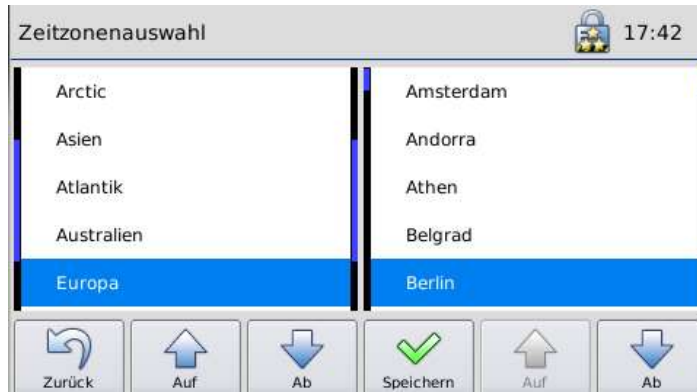 Zeitzonenauswahl 17:42
Arctic
Asien
Atlantik
Australien
Europa
Amsterdam
Andorra
Athen
Belgrad
Berlin
Zurück Auf Ab Speichern Auf Ab